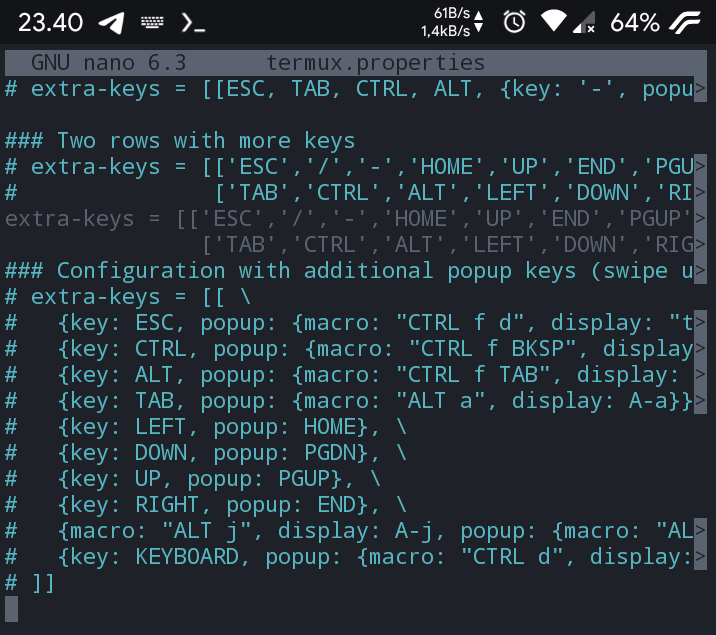 23.40 61B/s 1,4kB/s 64%
GNU nano 6.3 termux.properties
# extra-keys = [[ESC, TAB, CTRL, ALT, {key: '-', popu>
### Two rows with more keys
# extra-keys = [['ESC','/','-','HOME','UP','END','PGU>
#               ['TAB','CTRL','ALT','LEFT','DOWN','RI>
extra-keys = [['ESC','/','-','HOME','UP','END','PGUP'>
               ['TAB','CTRL','ALT','LEFT','DOWN','RIG>
### Configuration with additional popup keys (swipe u>
# extra-keys = [[ \
#   {key: ESC, popup: {macro: "CTRL f d", display: "t>
#   {key: CTRL, popup: {macro: "CTRL f BKSP", display>
#   {key: ALT, popup: {macro: "CTRL f TAB", display: >
#   {key: TAB, popup: {macro: "ALT a", display: A-a}}>
#   {key: LEFT, popup: HOME}, \
#   {key: DOWN, popup: PGDN}, \
#   {key: UP, popup: PGUP}, \
#   {key: RIGHT, popup: END}, \
#   {macro: "ALT j", display: A-j, popup: {macro: "AL>
#   {key: KEYBOARD, popup: {macro: "CTRL d", display:>
# ]]